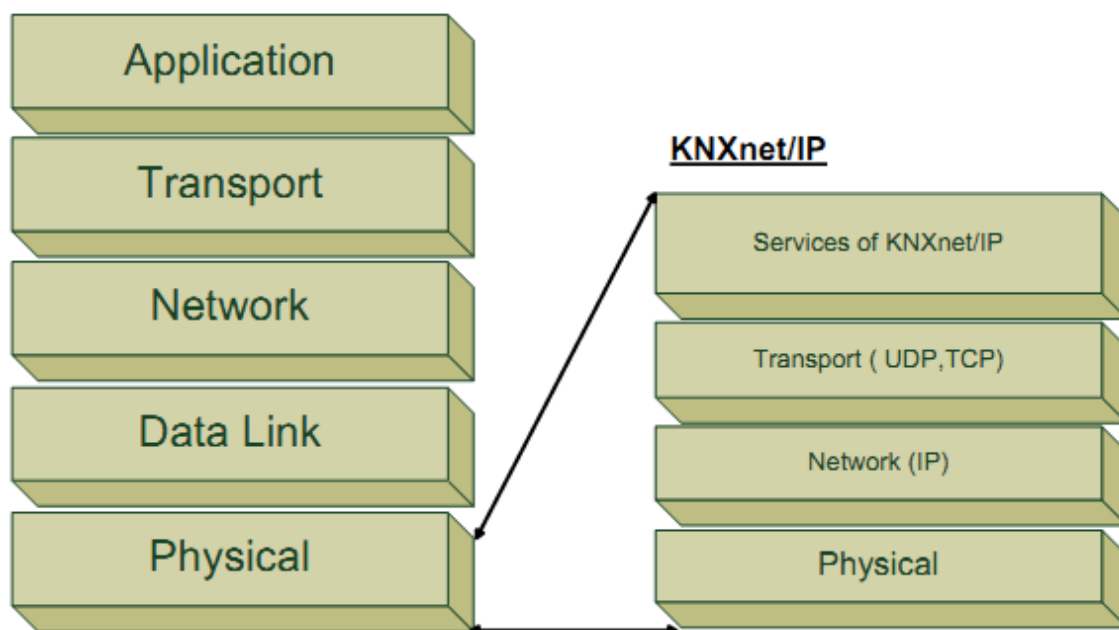 Application
Transport
Network
Data Link
Physical
KNXnet/IP
Services of KNXnet/IP
Transport ( UDP,TCP)
Network (IP)
Physical